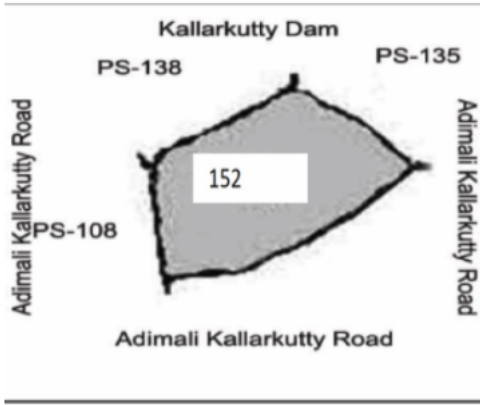 Kallarkutty Dam
PS-138
PS-135
Adimali Kallarkutty Road
152
Adimali Kallarkutty Road
PS-108
Adimali Kallarkutty Road